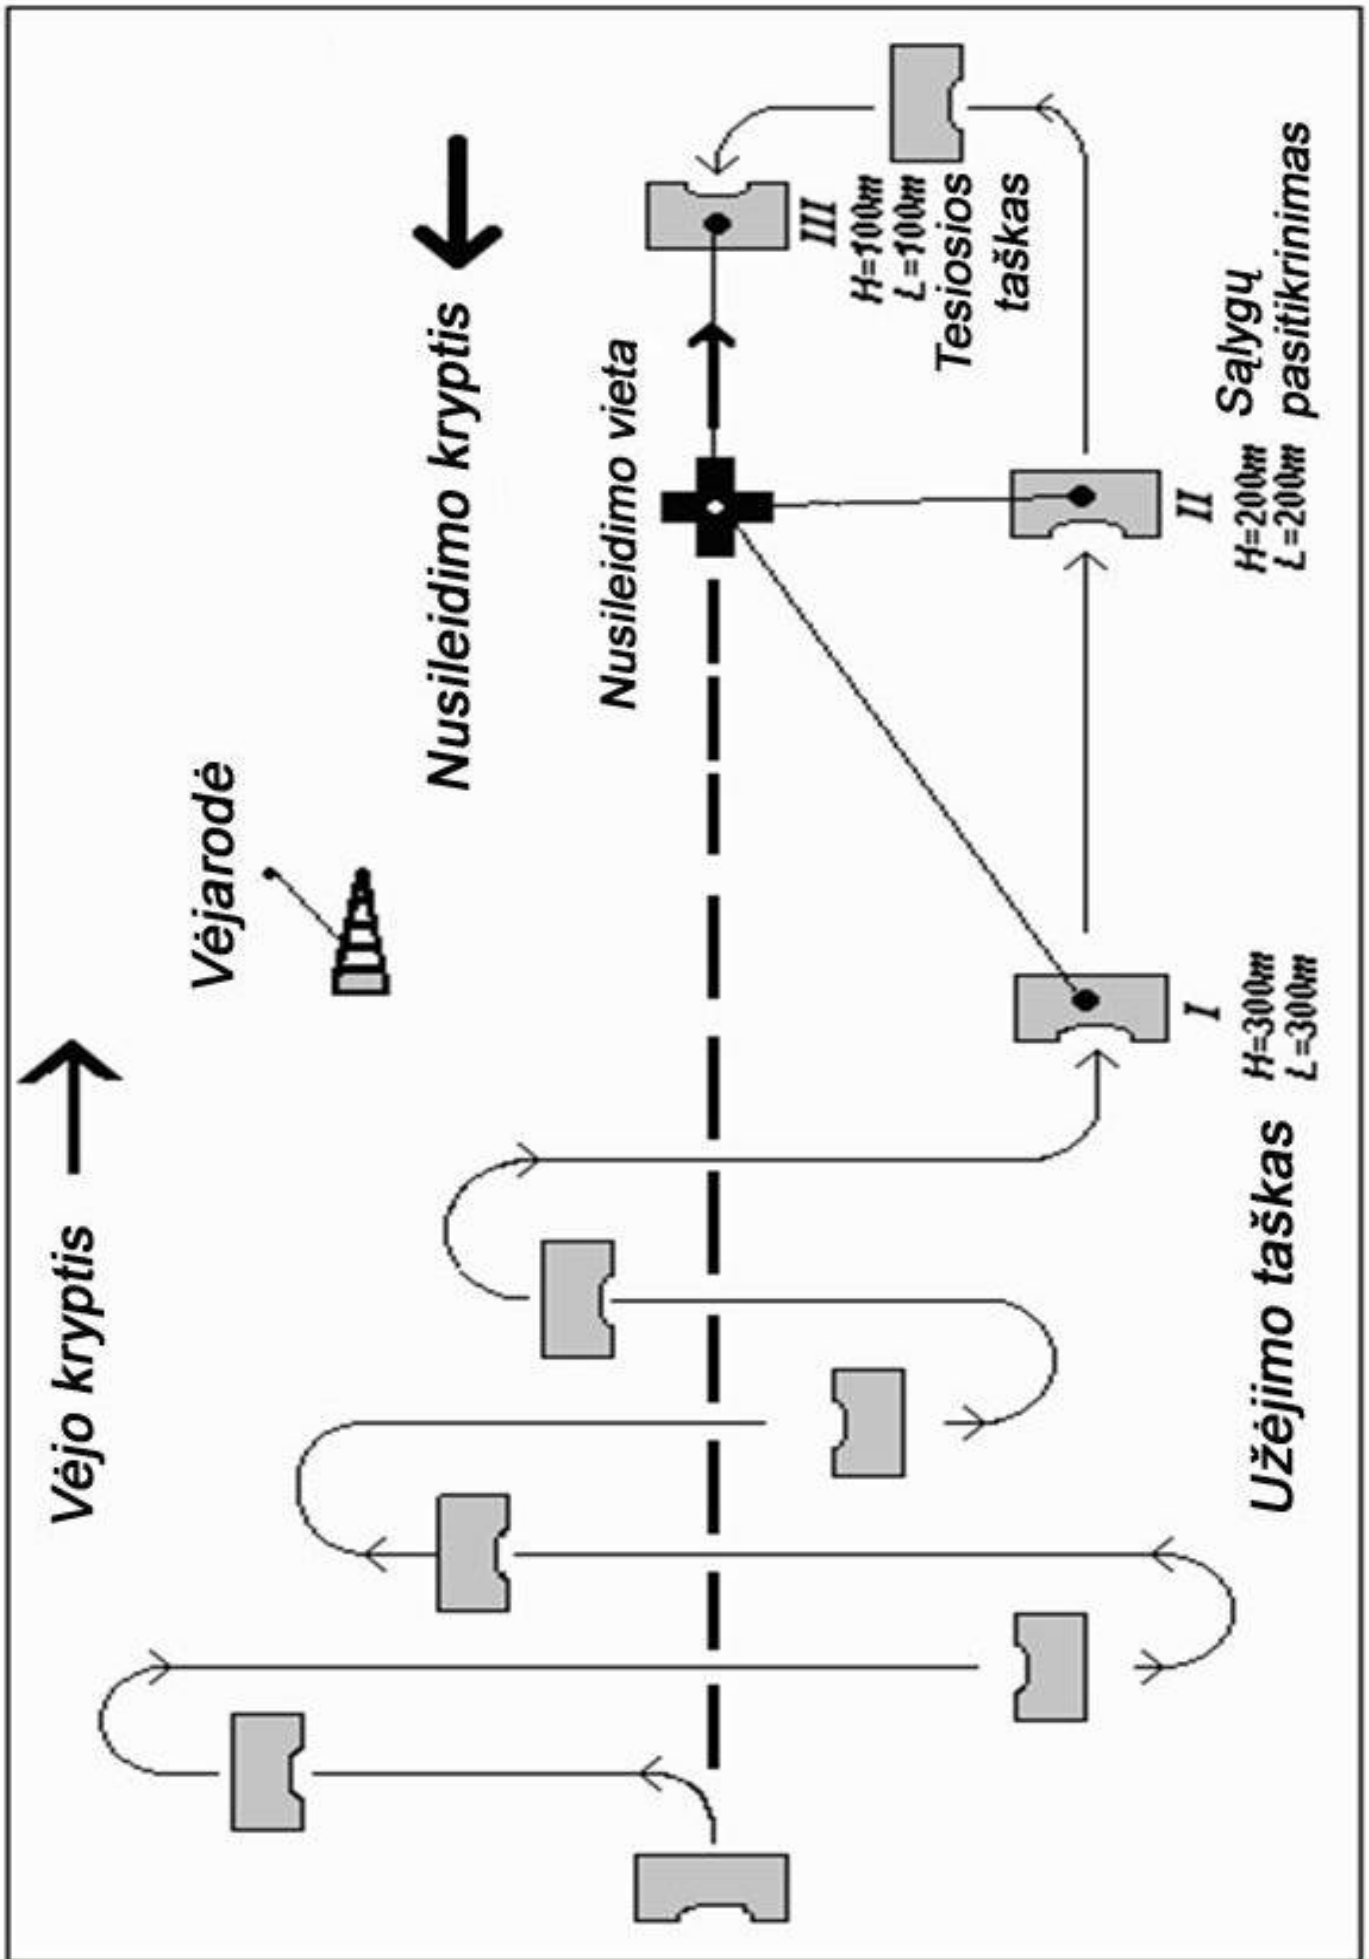 Vėjo kryptis
Vėjarodė
Nusileidimo kryptis
Nusileidimo vieta
III
H=100m
L=100m
Tesiosios
taškas
I
II
H=300m
L=300m
Užėjimo taškas
H=200m Sąlygų
L=200m pasitikrinimas